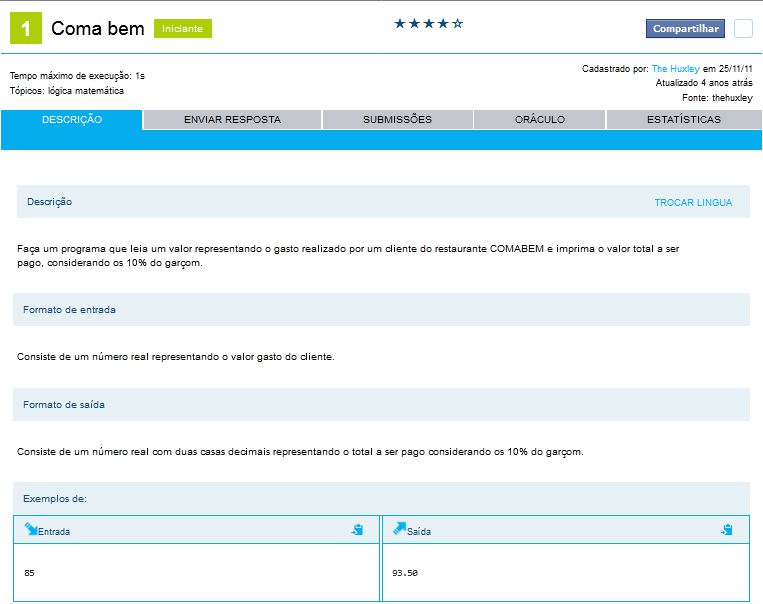 1 Coma bem Iniciante Compartilhar
Tempo máximo de execução: 1s
Tópicos: lógica matemática
Cadastrado por: The Huxley em 25/11/11
Atualizado 4 anos atrás
Fonte: thehuxley
DESCRIÇÃO ENVIAR RESPOSTA SUBMISSÕES ORÁCULO ESTATÍSTICAS
Descrição TROCAR LINGUA
Faça um programa que leia um valor representando o gasto realizado por um cliente do restaurante COMABEM e imprima o valor total a ser
pago, considerando os 10% do garçom.
Formato de entrada
Consiste de um número real representando o valor gasto do cliente.
Formato de saída
Consiste de um número real com duas casas decimais representando o total a ser pago considerando os 10% do garçom.
Exemplos de:
Entrada Saída
85 93.50